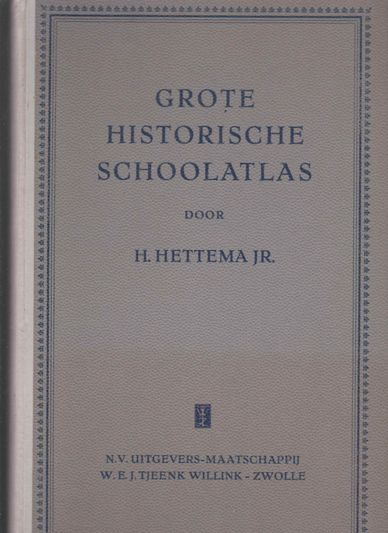 GROTE
HISTORISCHE
SCHOOLATLAS
DOOR
H. HETTEMA JR.
N.V. UITGEVERS-MAATSCHAPPIJ
W. E. J. TJEENK WILLINK - ZWOLLE